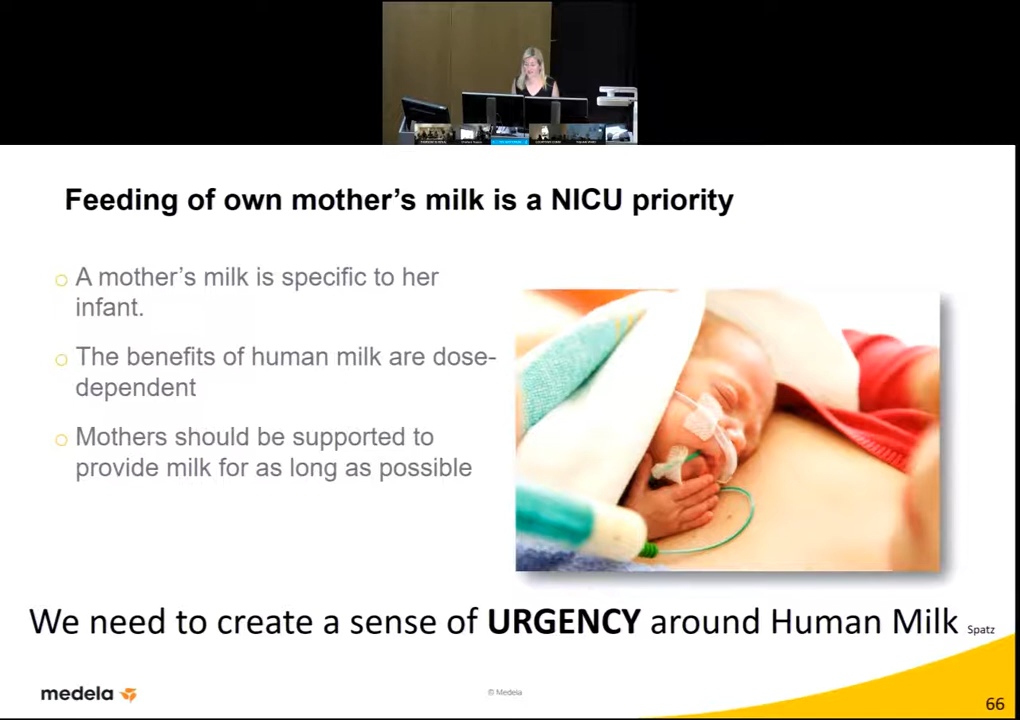 Feeding of own mother's milk is a NICU priority
o A mother's milk is specific to her
infant.
o The benefits of human milk are dose-
dependent
o Mothers should be supported to
provide milk for as long as possible
We need to create a sense of URGENCY around Human Milk Spatz
medela
© Medela
66